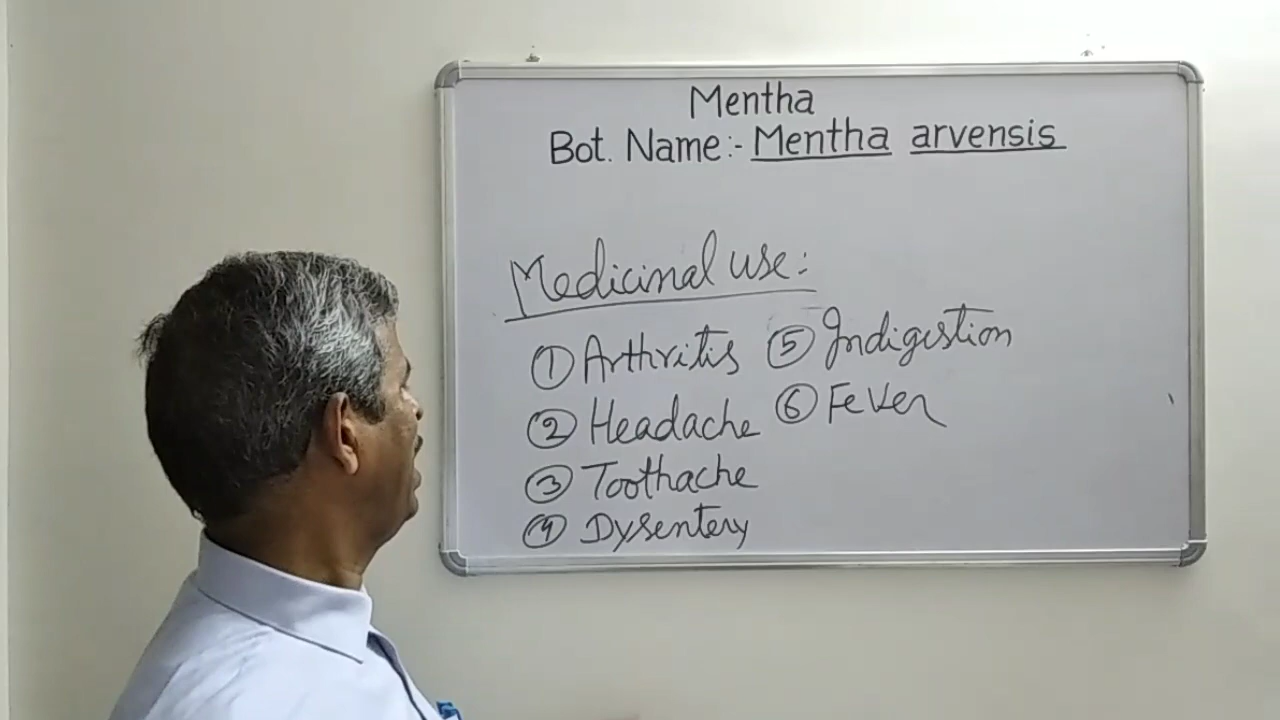 Mentha
Bot. Name:- Mentha arvensis
Medicinal use:
① Arthritis
② Headache
③ Toothache
④ Dysentery
⑤ Indigestion
⑥ Fever